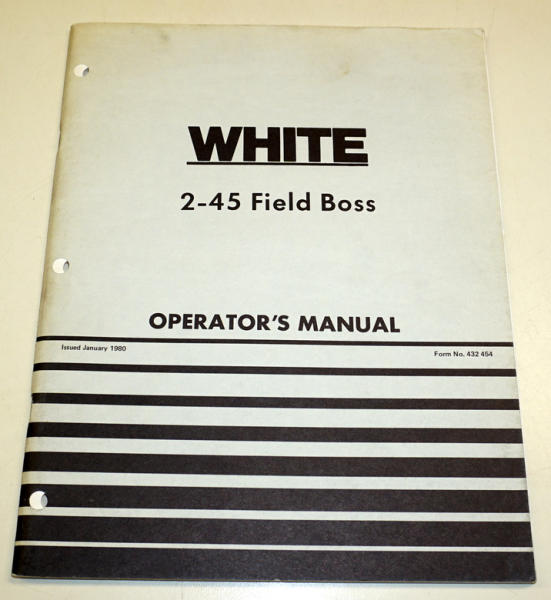 WHITE
2-45 Field Boss
OPERATOR'S MANUAL
Issued January 1980
Form No. 432 454